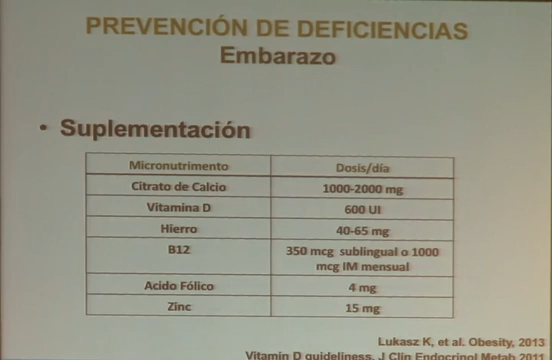 PREVENCIÓN DE DEFICIENCIAS
Embarazo
• Suplementación
Micronutrimento Dosis/día
Citrato de Calcio 1000-2000 mg
Vitamina D 600 UI
Hierro 40-65 mg
B12 350 mcg sublingual o 1000
mcg IM mensual
Acido Fólico 4 mg
Zinc 15 mg
Lukasz K, et al. Obesity, 2013
Vitamin D guideliness. J Clin Endocrinol Metab 2011